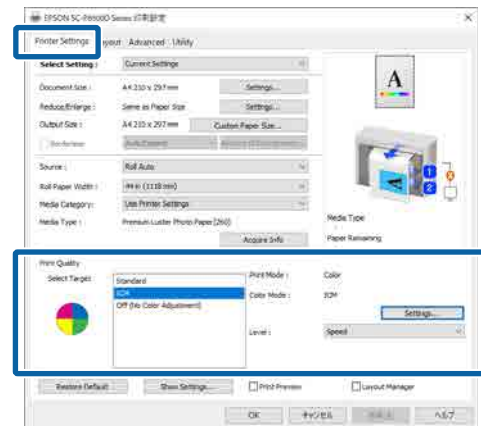 EPSON SC-P8500D Series 印刷設定
Printer Settings Layout Advanced Utility
Select Setting : Current Settings
Document Size : A4 210 x 297 mm Settings...
Reduce/Enlarge : Same as Paper Size Settings...
Output Size : A4 210 x 297 mm Custom Paper Size...
Borderless Auto Expand
Source : Roll Auto
Roll Paper Width : 44 in (1118 mm)
Media Category: Use Printer Settings
Media Type : Premium Luster Photo Paper (260)
Acquire Info
A
1
2
Media Type
:
Paper Remaining
Print Quality
Select Target Standard
ICM
Off (No Color Adjustment)
Print Mode : Color
Color Mode : ICM
Settings...
Level : Speed
Restore Default Show Settings... Print Preview Layout Manager
OK キャンセル ヘルプ